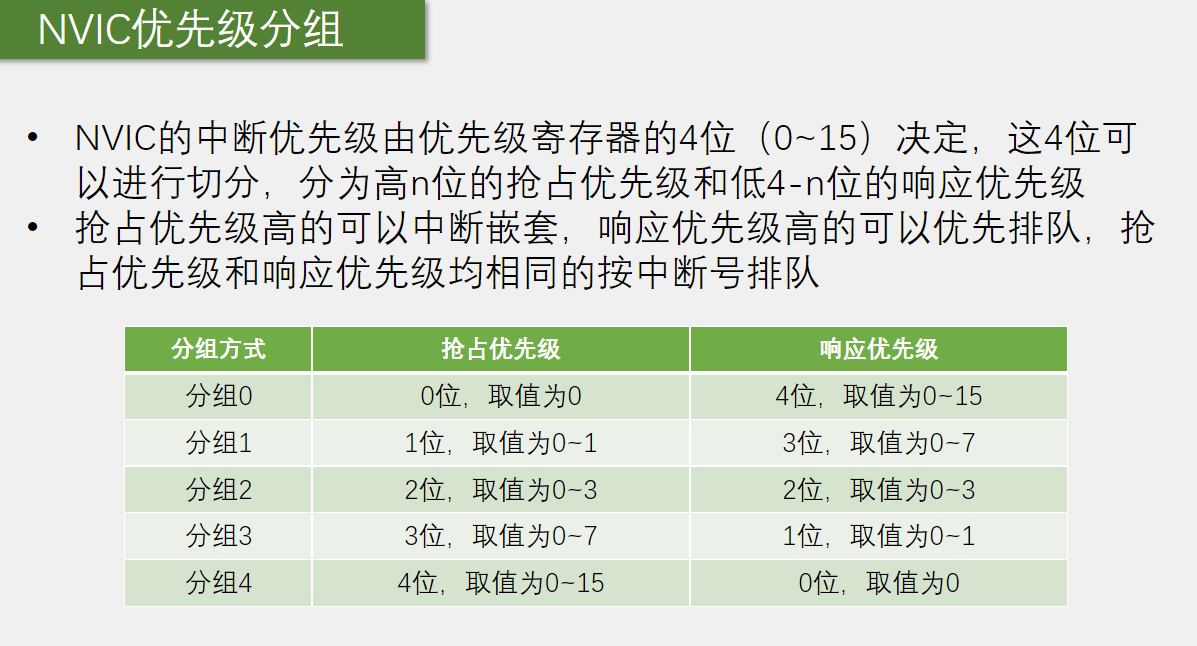 NVIC优先级分组
• NVIC的中断优先级由优先级寄存器的4位（0~15）决定，这4位可
以进行切分，分为高n位的抢占优先级和低4-n位的响应优先级
• 抢占优先级高的可以中断嵌套，响应优先级高的可以优先排队，抢
占优先级和响应优先级均相同的按中断号排队
分组方式 抢占优先级 响应优先级
分组0 0位，取值为0 4位，取值为0~15
分组1 1位，取值为0~1 3位，取值为0~7
分组2 2位，取值为0~3 2位，取值为0~3
分组3 3位，取值为0~7 1位，取值为0~1
分组4 4位，取值为0~15 0位，取值为0